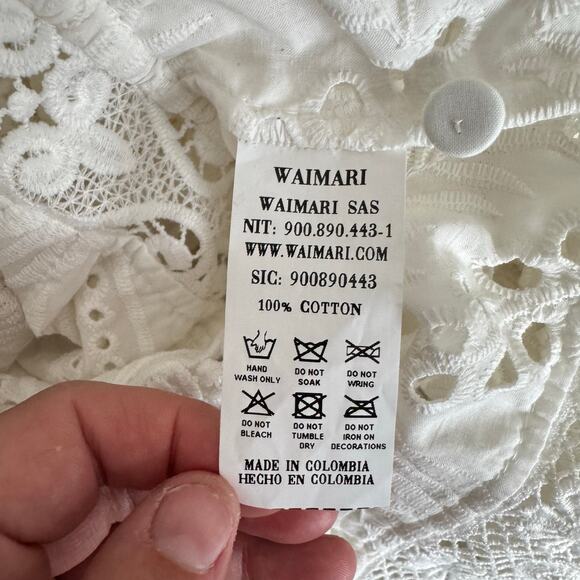 WAIMARI
WAIMARI SAS
NIT: 900.890.443-1
WWW.WAIMARI.COM
SIC: 900890443
100% COTTON
HAND WASH ONLY
DO NOT SOAK
DO NOT WRING
DO NOT BLEACH
DO NOT TUMBLE DRY
DO NOT IRON ON DECORATIONS
MADE IN COLOMBIA
HECHO EN COLOMBIA